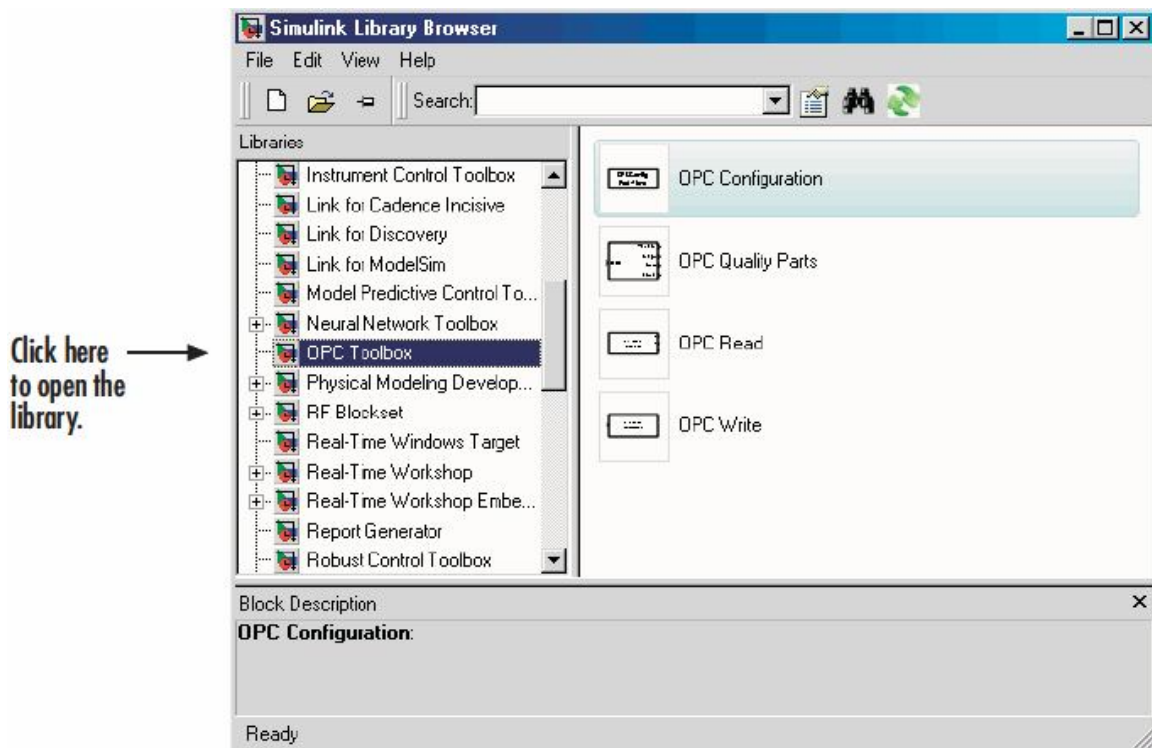 Simulink Library Browser
File Edit View Help
Search:
Libraries
Instrument Control Toolbox
Link for Cadence Incisive
Link for Discovery
Link for ModelSim
Model Predictive Control To...
Neural Network Toolbox
OPC Toolbox
Physical Modeling Develop...
RF Blockset
Real-Time Windows Target
Real-Time Workshop
Real-Time Workshop Embe...
Report Generator
Robust Control Toolbox
OPC Configuration
OPC Quality Parts
OPC Read
OPC Write
Click here
to open the
library.
Block Description
OPC Configuration:
Ready